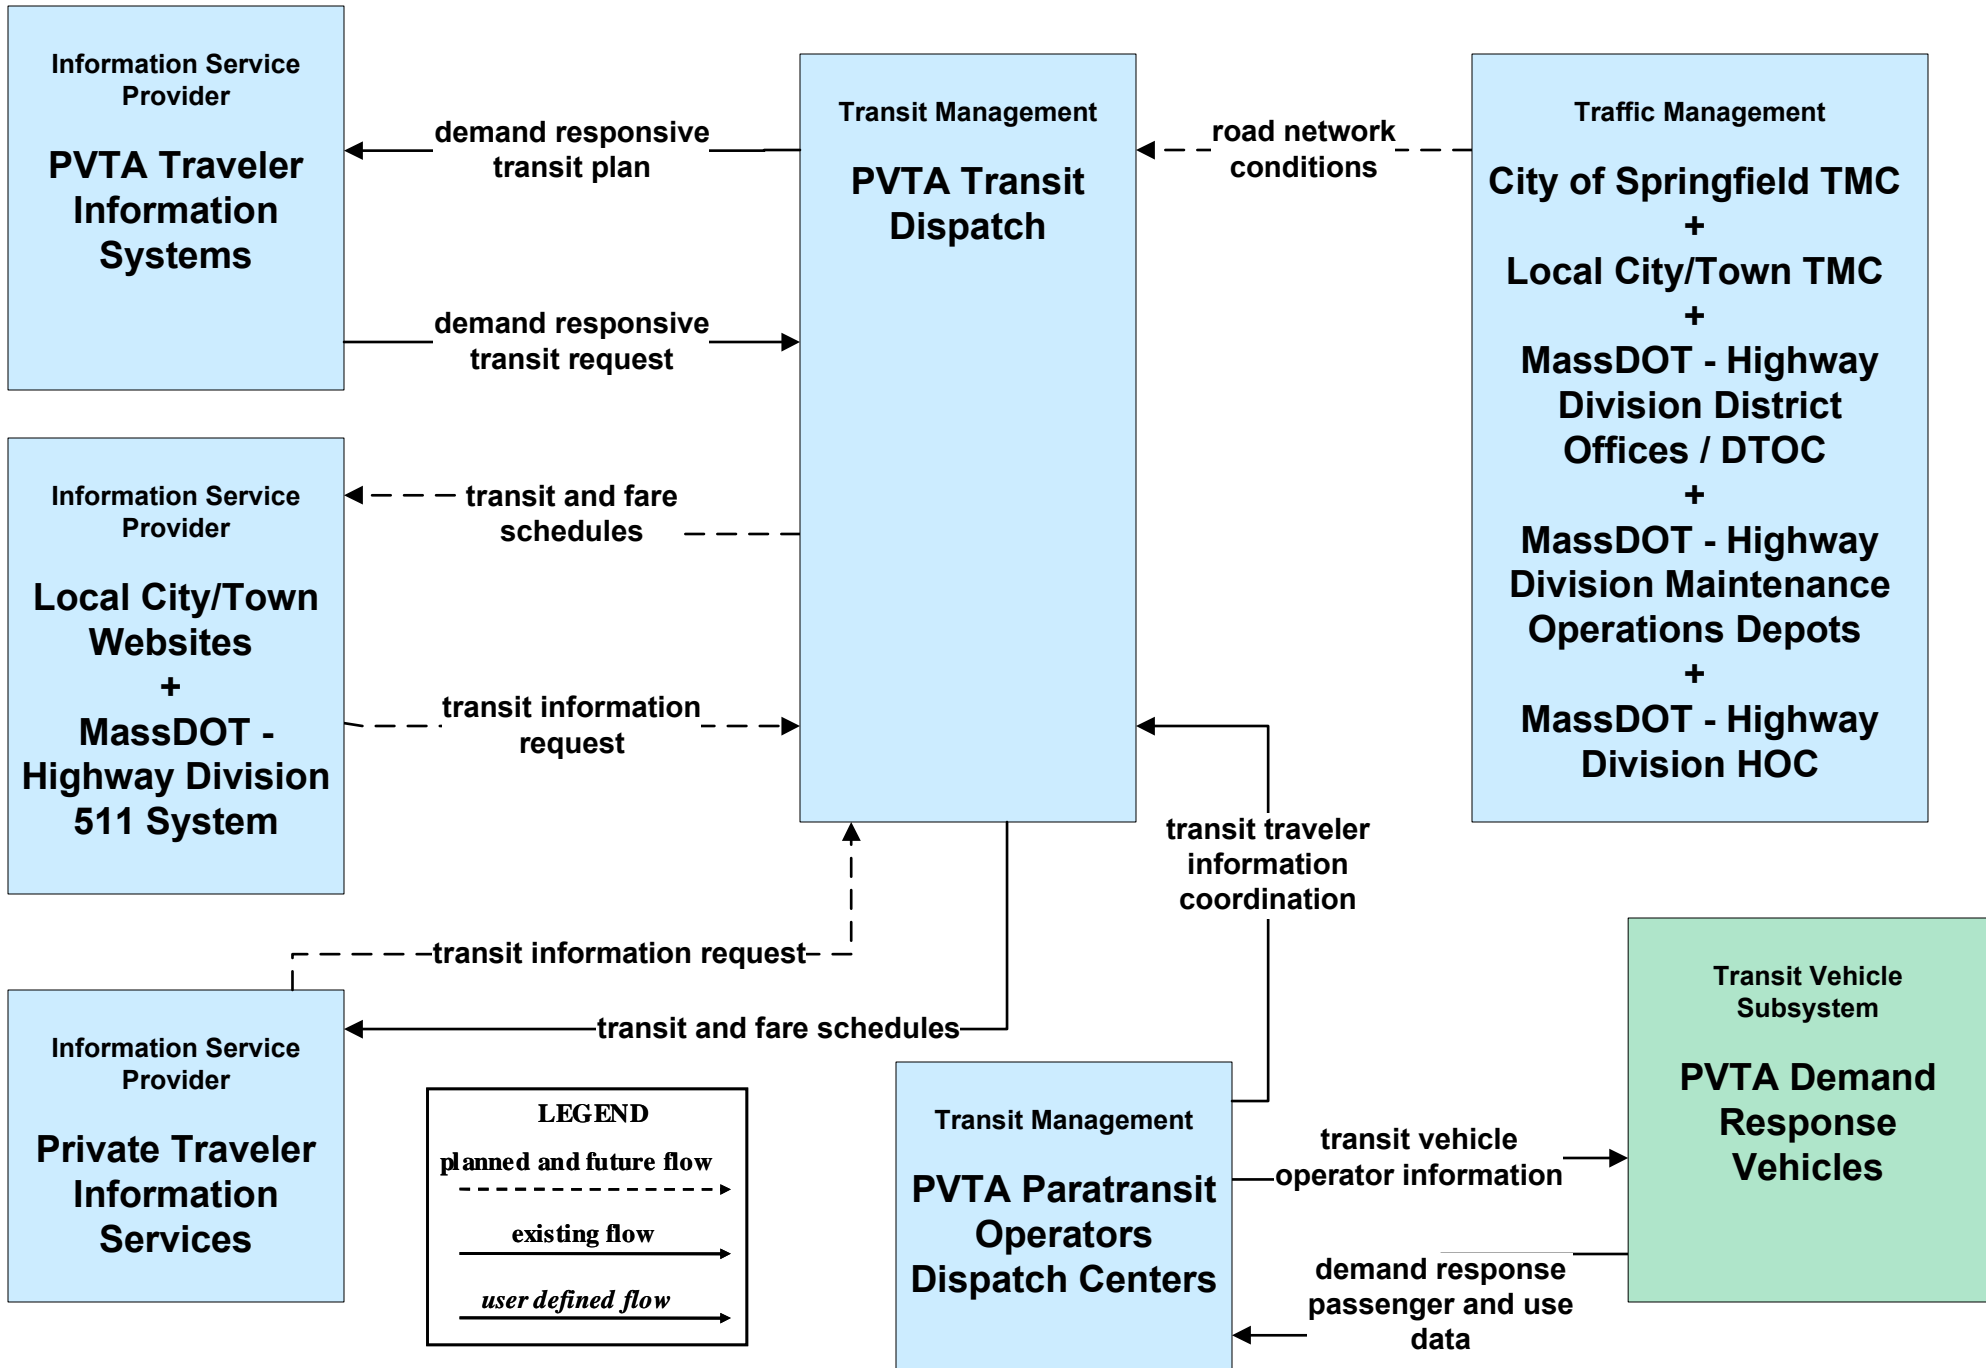 Information Service
Provider
PVTA Traveler
Information
Systems
demand responsive
transit plan
demand responsive
transit request
Transit Management
PVTA Transit
Dispatch
road network
conditions
Traffic Management
City of Springfield TMC
+
Local City/Town TMC
+
MassDOT - Highway
Division District
Offices / DTOC
+
MassDOT - Highway
Division Maintenance
Operations Depots
+
MassDOT - Highway
Division HOC
Information Service
Provider
Local City/Town
Websites
+
MassDOT -
Highway Division
511 System
transit and fare
schedules
transit information
request
transit traveler
information
coordination
transit information request
transit and fare schedules
Information Service
Provider
Private Traveler
Information
Services
LEGEND
planned and future flow
existing flow
user defined flow
Transit Management
PVTA Paratransit
Operators
Dispatch Centers
transit vehicle
operator information
demand response
passenger and use
data
Transit Vehicle
Subsystem
PVTA Demand
Response
Vehicles